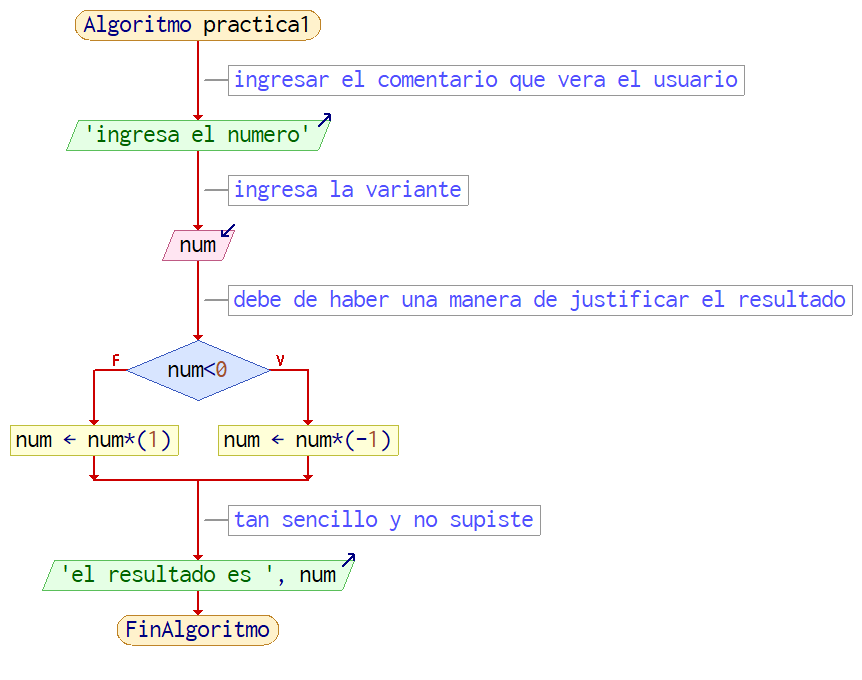 Algoritmo practica1
ingresar el comentario que vera el usuario
'ingresa el numero'
ingresa la variante
num
debe de haber una manera de justificar el resultado
F
num<0
V
num ← num*(1)
num ← num*(-1)
tan sencillo y no supiste
'el resultado es ', num
FinAlgoritmo